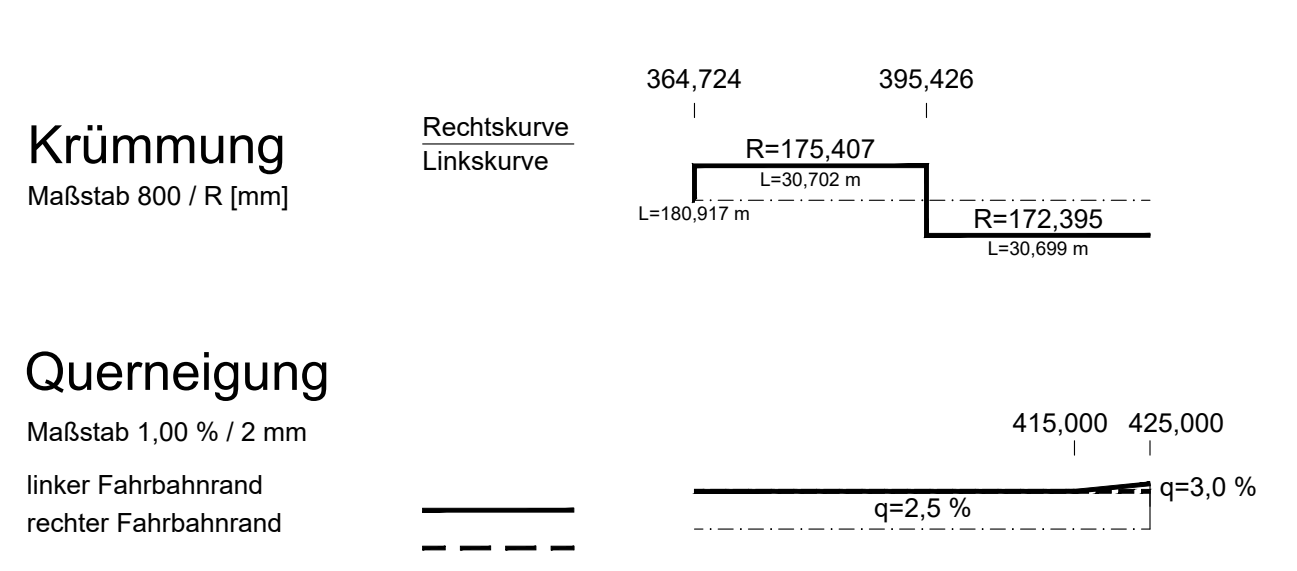 364,724 395,426
Krümmung
Maßstab 800 / R [mm]
Rechtskurve
Linkskurve
R=175,407
L=30,702 m
L=180,917 m
R=172,395
L=30,699 m
Querneigung
Maßstab 1,00 % / 2 mm
linker Fahrbahnrand
rechter Fahrbahnrand
415,000 425,000
q=3,0 %
q=2,5 %